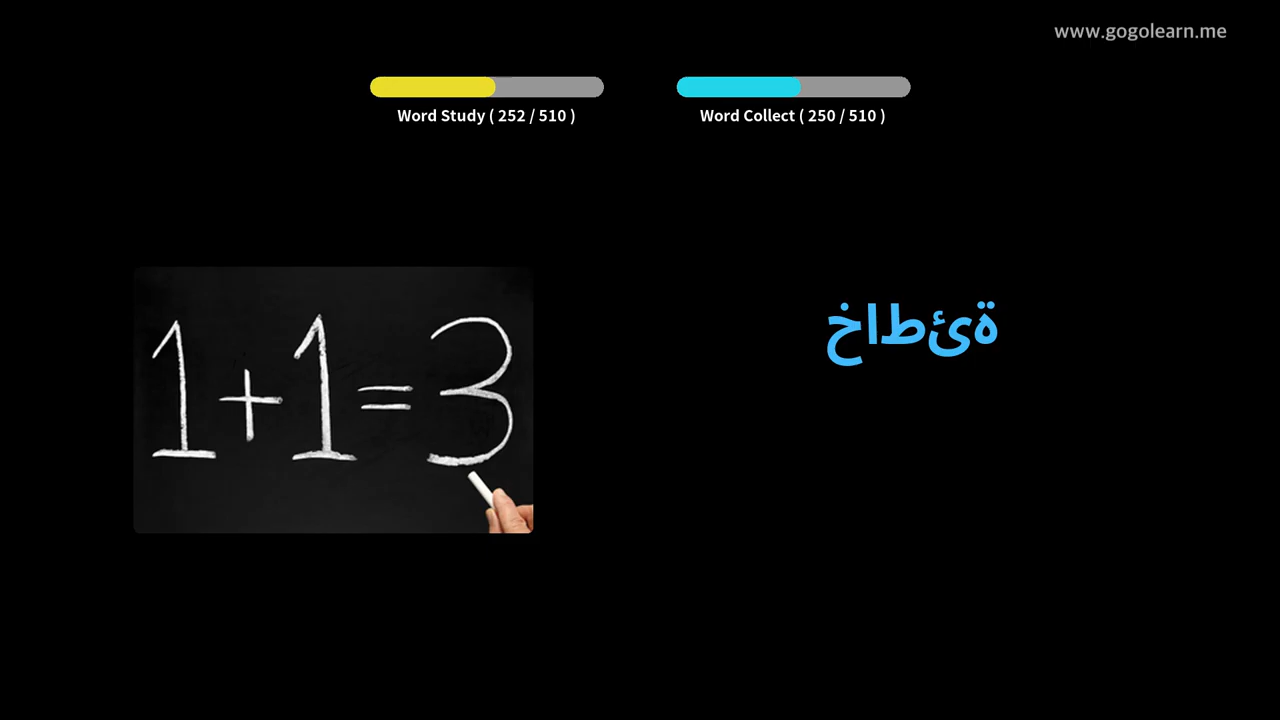 www.gogolearn.me
Word Study ( 252 / 510 )
Word Collect ( 250 / 510 )
1+1=3
خاطئة